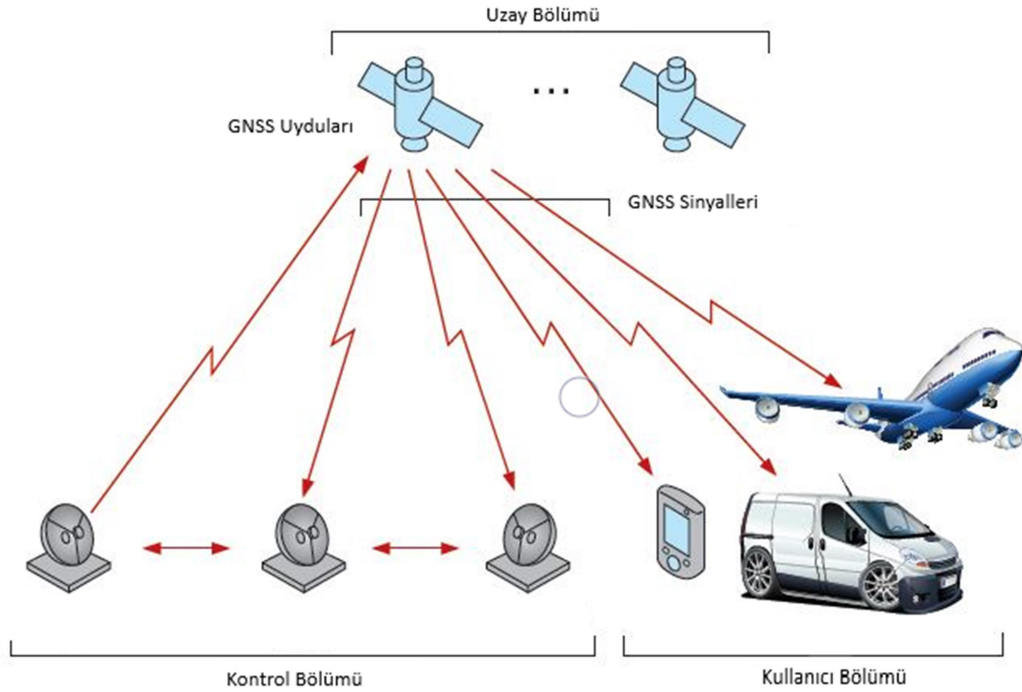 Uzay Bölümü
GNSS Uyduları
GNSS Sinyalleri
Kontrol Bölümü
Kullanıcı Bölümü